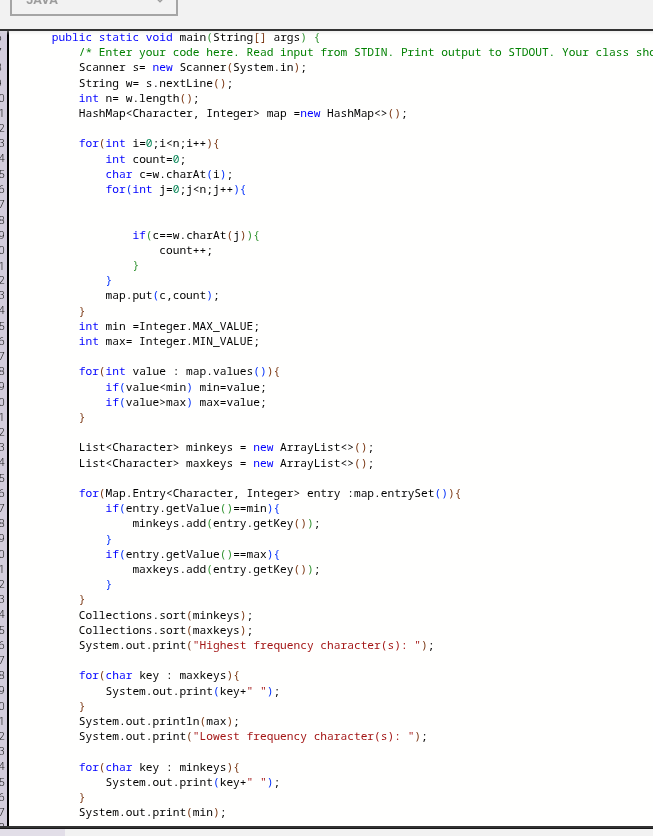 JAVA
public static void main(String[] args) {
/* Enter your code here. Read input from STDIN. Print output to STDOUT. Your class
Scanner s= new Scanner(System.in);
String w= s.nextLine();
int n= w.length();
HashMap<Character, Integer> map =new HashMap<>();
for(int i=0;i<n;i++){
int count=0;
char c=w.charAt(i);
for(int j=0;j<n;j++){
if(c==w.charAt(j)){
count++;
}
}
map.put(c,count);
}
int min =Integer.MAX_VALUE;
int max= Integer.MIN_VALUE;
for(int value : map.values()){
if(value<min) min=value;
if(value>max) max=value;
}
List<Character> minkeys = new ArrayList<>();
List<Character> maxkeys = new ArrayList<>();
for(Map.Entry<Character, Integer> entry :map.entrySet()){
if(entry.getValue()==min){
minkeys.add(entry.getKey());
}
if(entry.getValue()==max){
maxkeys.add(entry.getKey());
}
}
Collections.sort(minkeys);
Collections.sort(maxkeys);
System.out.print("Highest frequency character(s): ");
for(char key : maxkeys){
System.out.print(key+" ");
}
System.out.println(max);
System.out.print("Lowest frequency character(s): ");
for(char key : minkeys){
System.out.print(key+" ");
}
System.out.print(min);